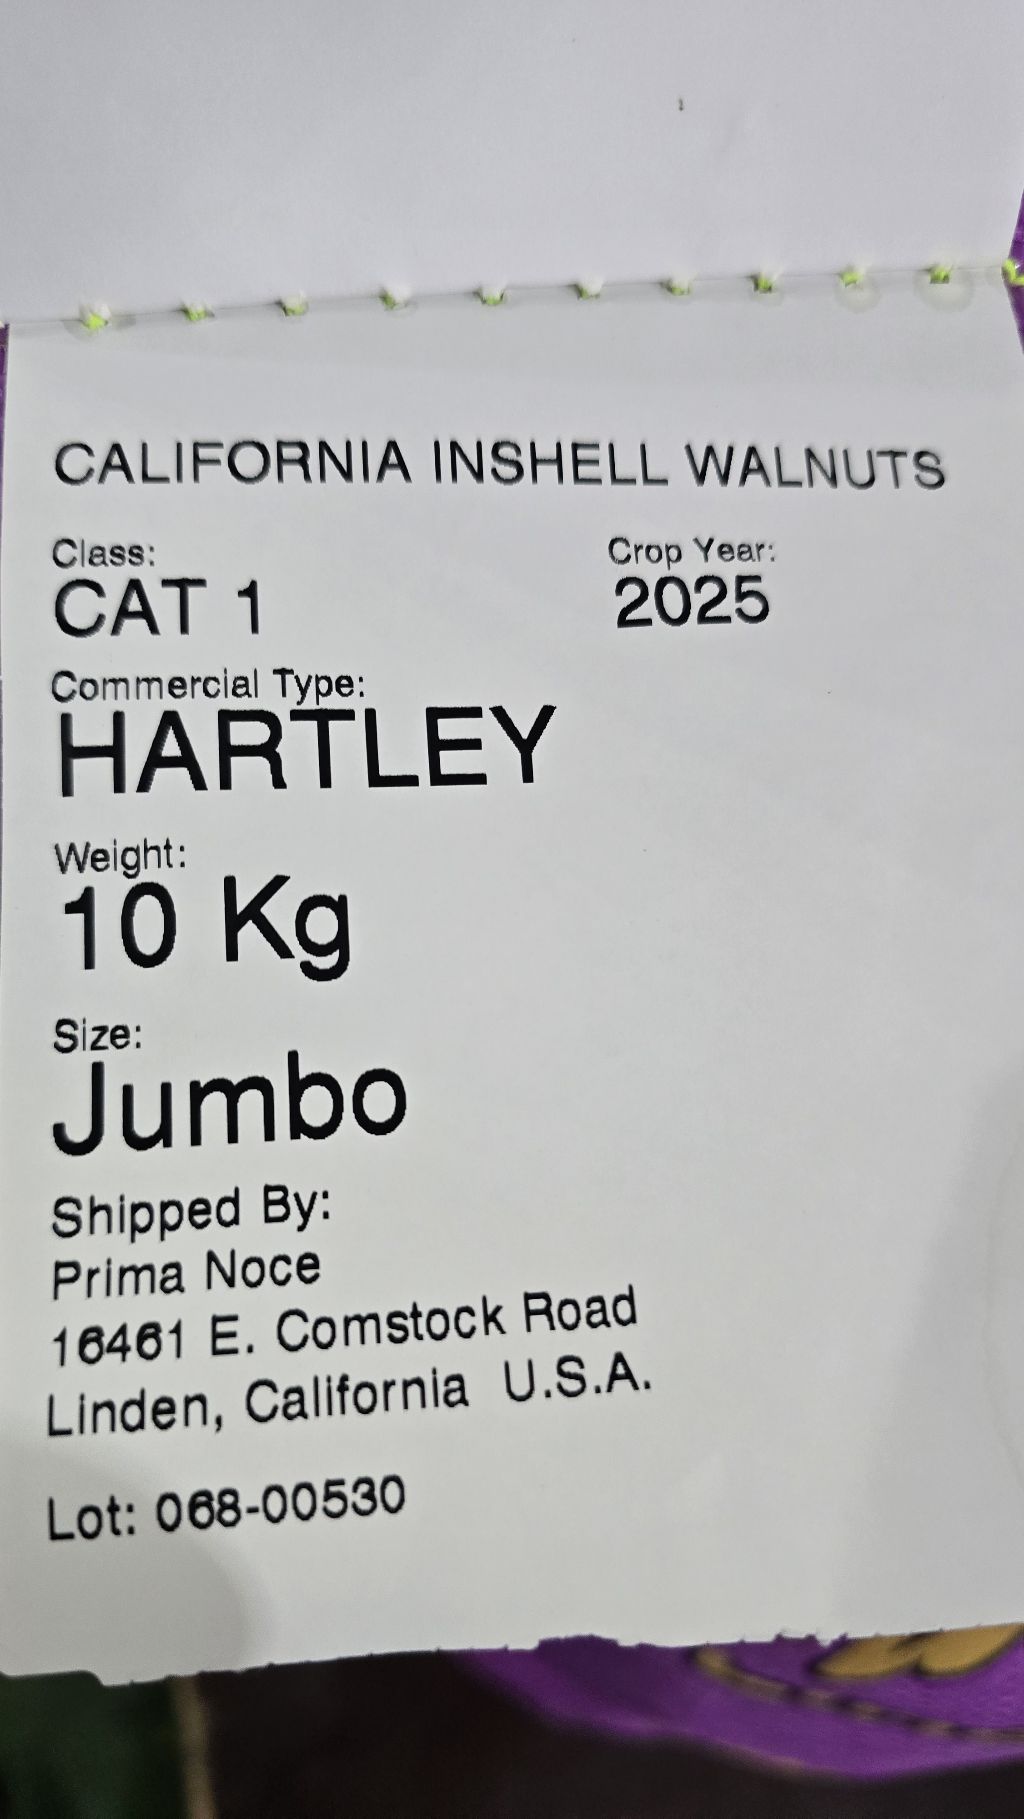 CALIFORNIA INSHELL WALNUTS
Class: Crop Year:
CAT 1 2025
Commercial Type:
HARTLEY
Weight:
10 Kg
Size:
Jumbo
Shipped By:
Prima Noce
16461 E. Comstock Road
Linden, California U.S.A.
Lot: 068-00530